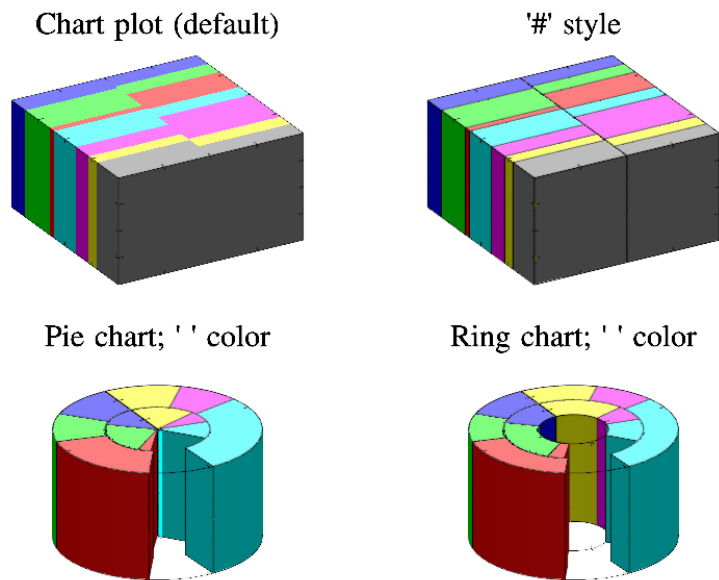 Chart plot (default)
'#' style
Pie chart; ' ' color
Ring chart; ' ' color